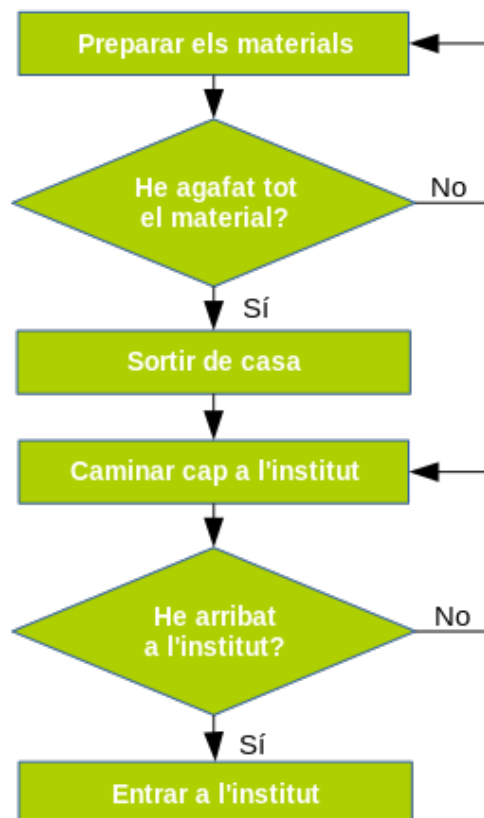 Preparar els materials
He agafat tot
el material?
No
Sí
Sortir de casa
Caminar cap a l'institut
He arribat
a l'institut?
No
Sí
Entrar a l'institut